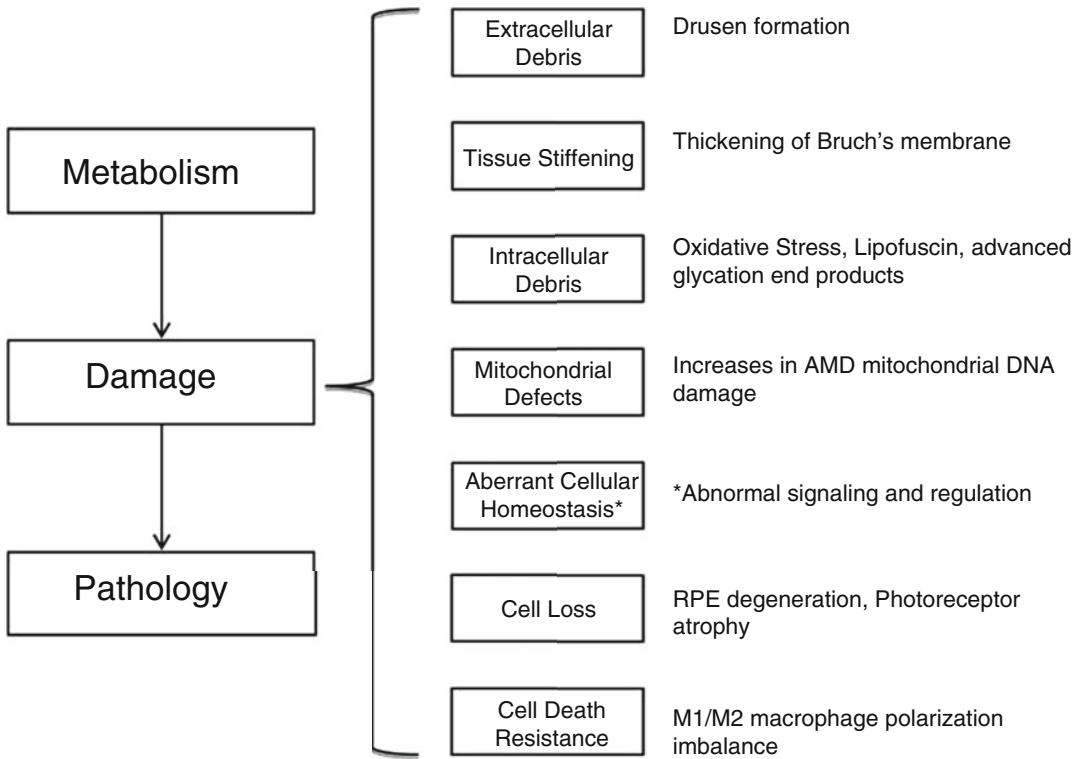 Metabolism
Damage
Pathology
Extracellular
Debris
Drusen formation
Tissue Stiffening
Thickening of Bruch's membrane
Intracellular
Debris
Oxidative Stress, Lipofuscin, advanced
glycation end products
Mitochondrial
Defects
Increases in AMD mitochondrial DNA
damage
Aberrant Cellular
Homeostasis*
*Abnormal signaling and regulation
Cell Loss
RPE degeneration, Photoreceptor
atrophy
Cell Death
Resistance
M1/M2 macrophage polarization
imbalance